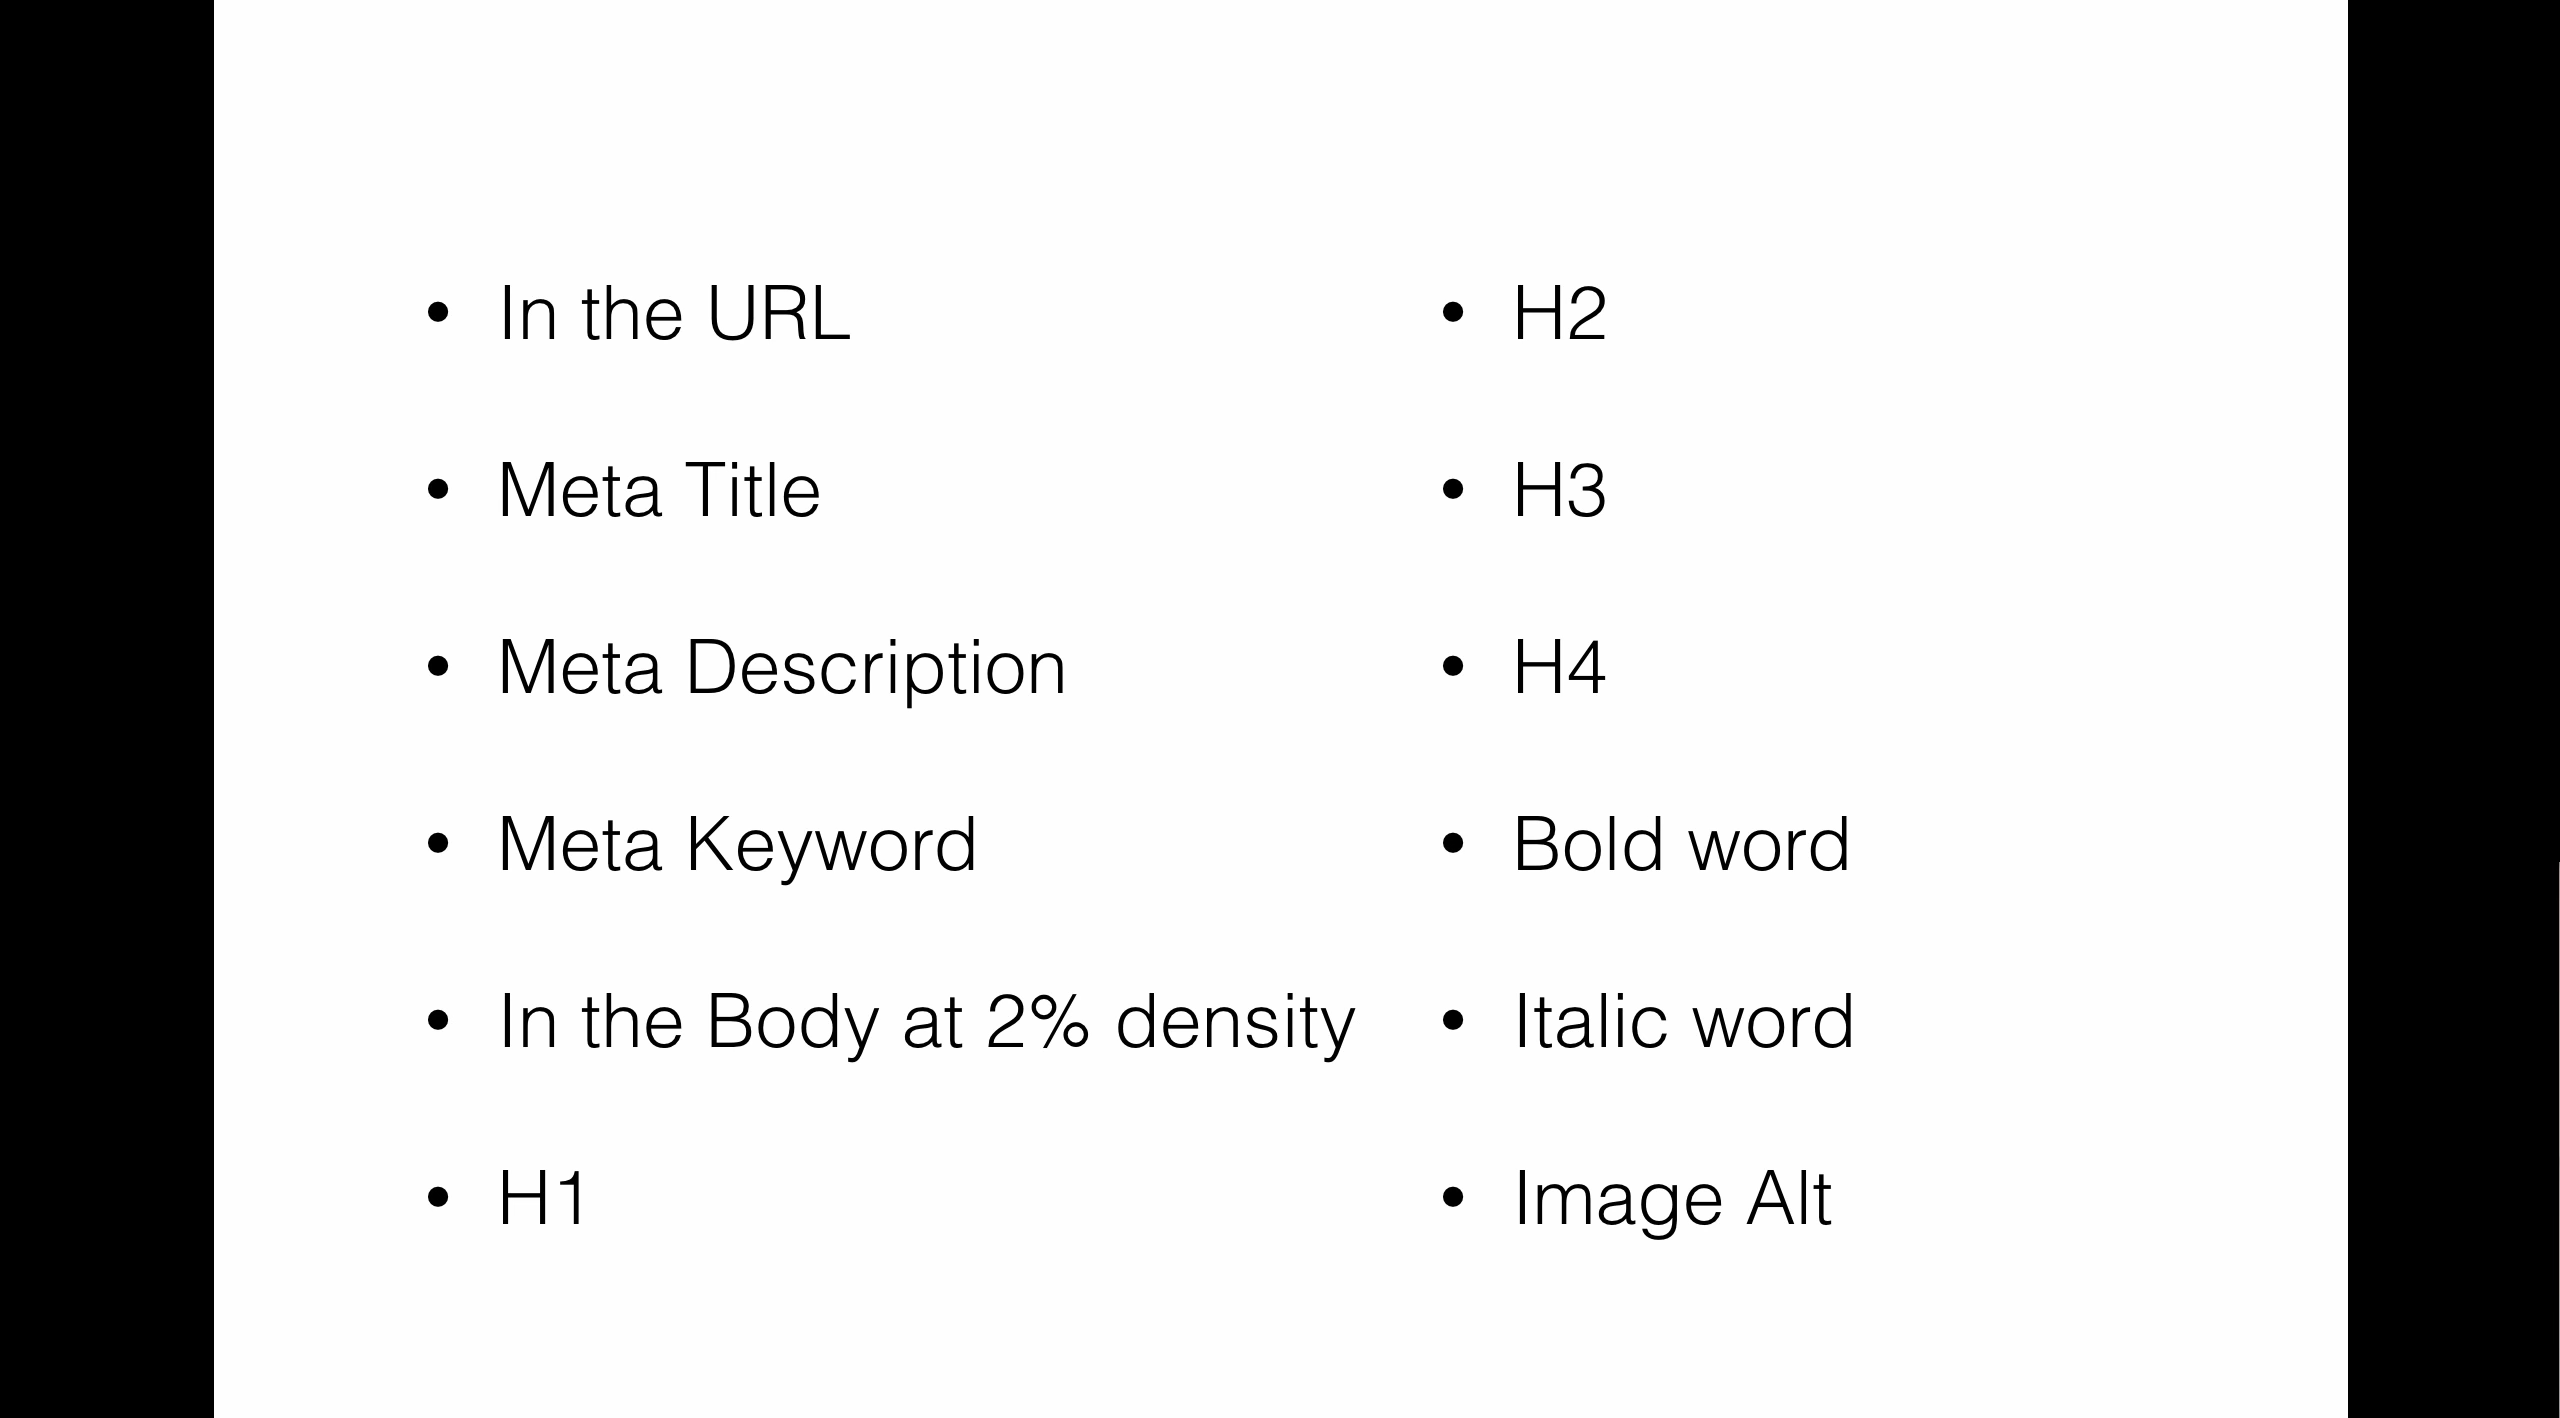 • In the URL
• Meta Title
• Meta Description
• Meta Keyword
• In the Body at 2% density
• H1
• H2
• H3
• H4
• Bold word
• Italic word
• Image Alt